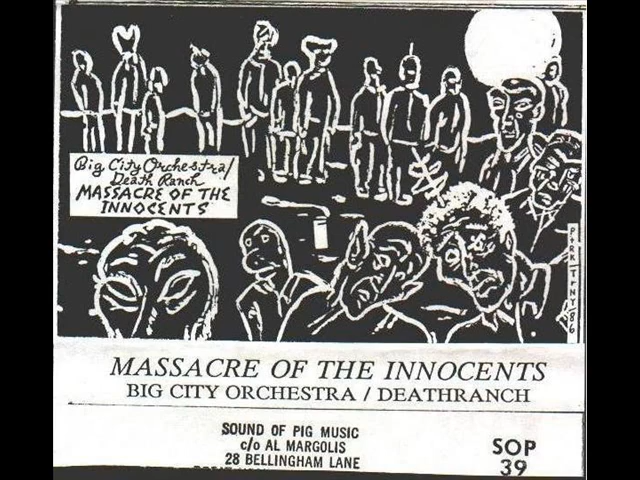 Big City Orchestra/
Death Ranch
MASSACRE OF THE
INNOCENTS
MASSACRE OF THE INNOCENTS
BIG CITY ORCHESTRA / DEATHRANCH
SOUND OF PIG MUSIC
c/o AL MARGOLIS
28 BELLINGHAM LANE
SOP
39